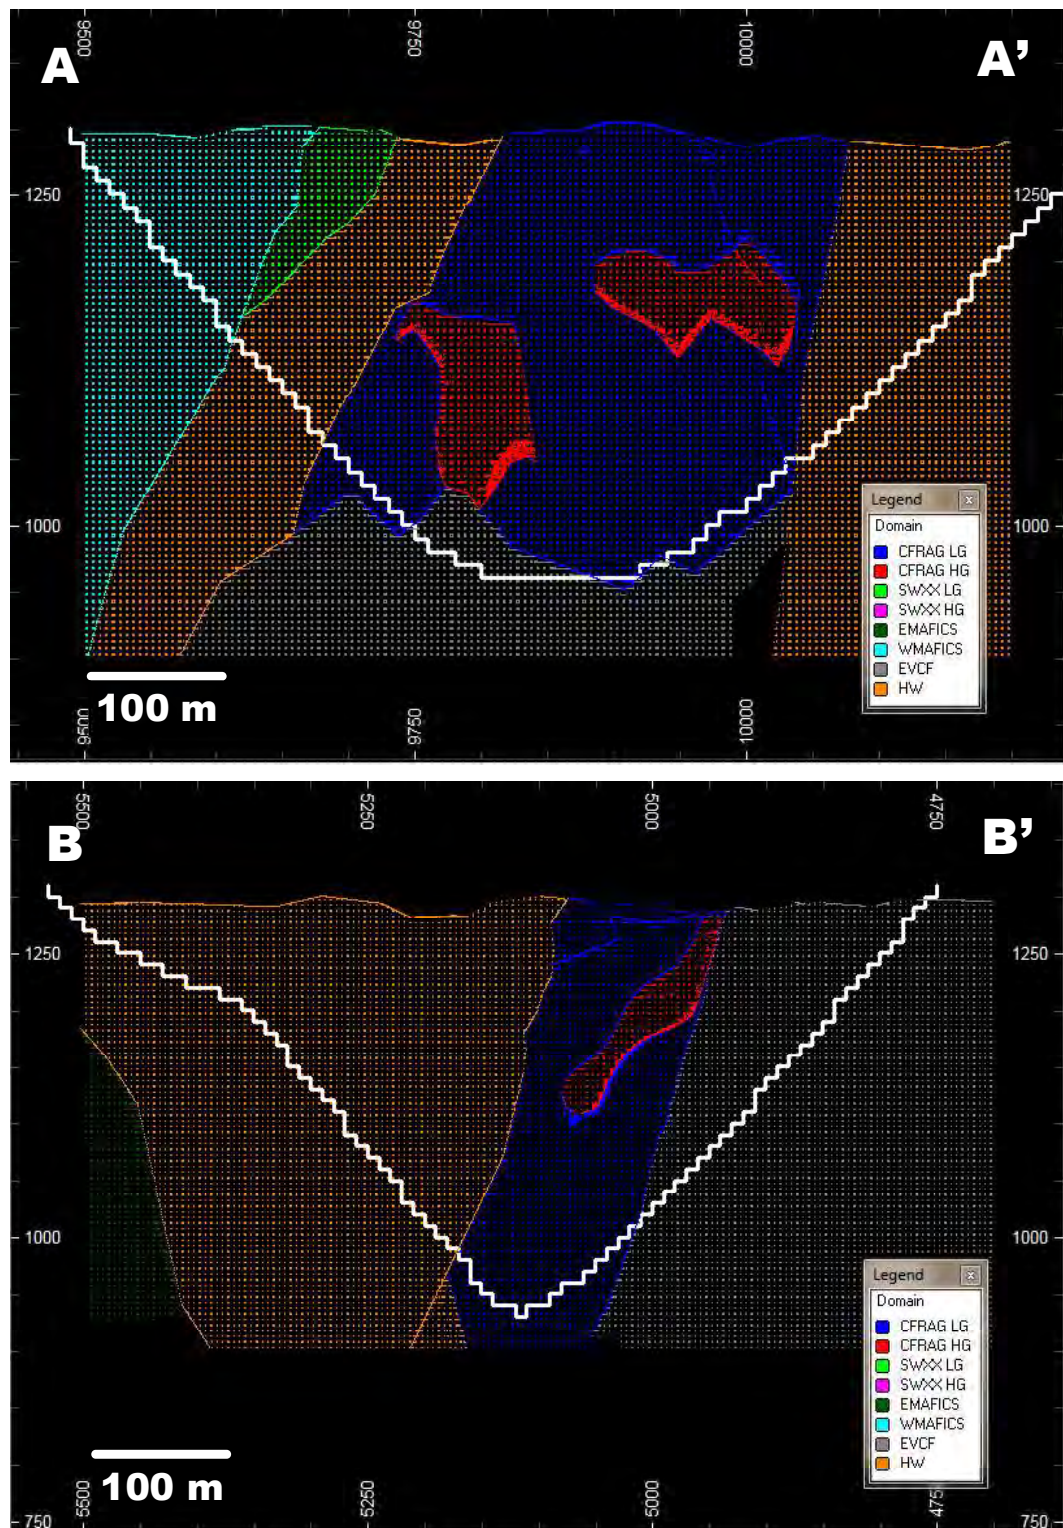 9500
9750
10000
A
A'
1250
1250
1000
1000
Legend
x
Domain
CFRAG LG
CFRAG HG
SWXX LG
SWXX HG
EMAFICS
WMAFICS
EVCF
HW
100 m
9500
9750
10000
5500
5250
5000
4750
B
B'
1250
1250
1000
1000
Legend
x
Domain
CFRAG LG
CFRAG HG
SWXX LG
SWXX HG
EMAFICS
WMAFICS
EVCF
HW
100 m
5500
5250
5000
4750
750
750